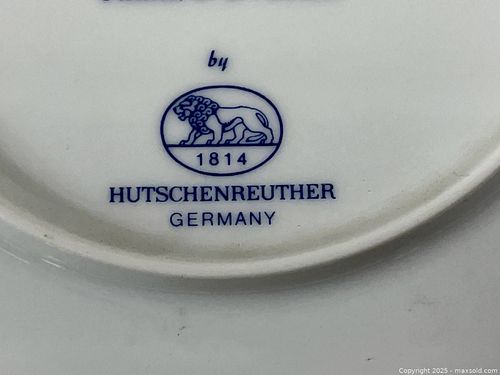 by
1814
HUTSCHENREUTHER
GERMANY
Copyright 2025 - maxsold.com